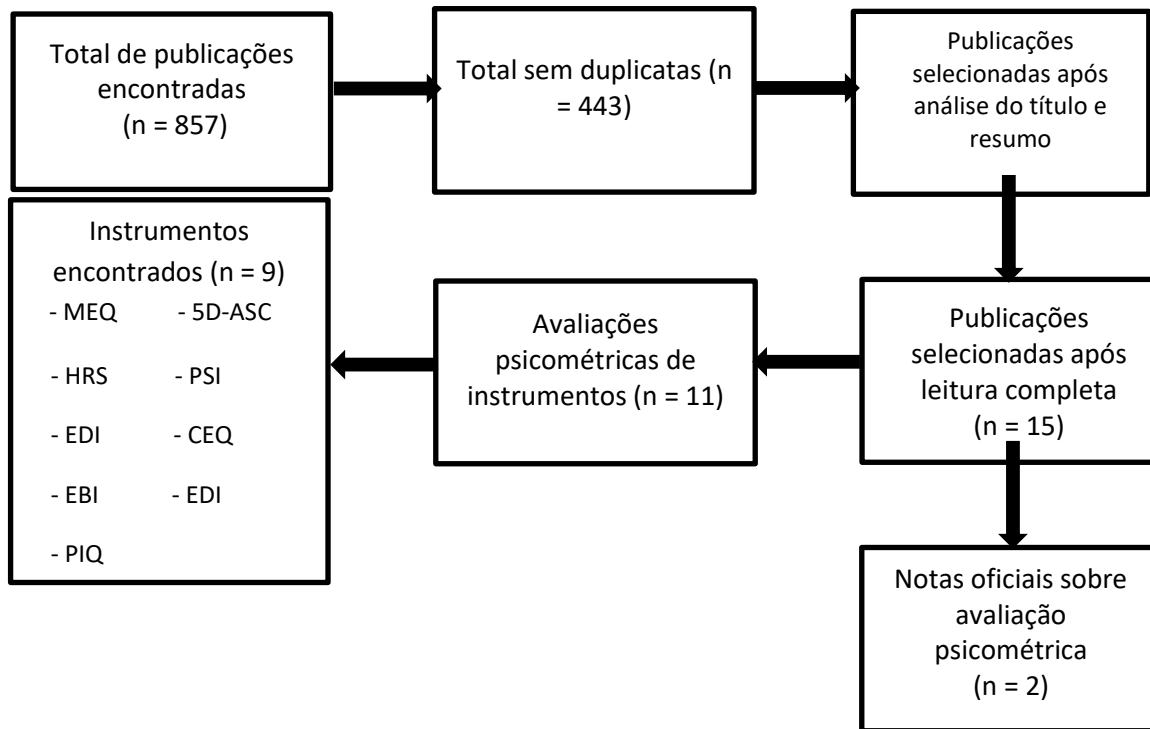 Total de publicações
encontradas
(n = 857)
Total sem duplicatas (n
= 443)
Publicações
selecionadas após
análise do título e
resumo
Publicações
selecionadas após
leitura completa
(n = 15)
Avaliações
psicométricas de
instrumentos (n = 11)
Instrumentos
encontrados (n = 9)
- MEQ - 5D-ASC
- HRS - PSI
- EDI - CEQ
- EBI - EDI
- PIQ
Notas oficiais sobre
avaliação
psicométrica
(n = 2)